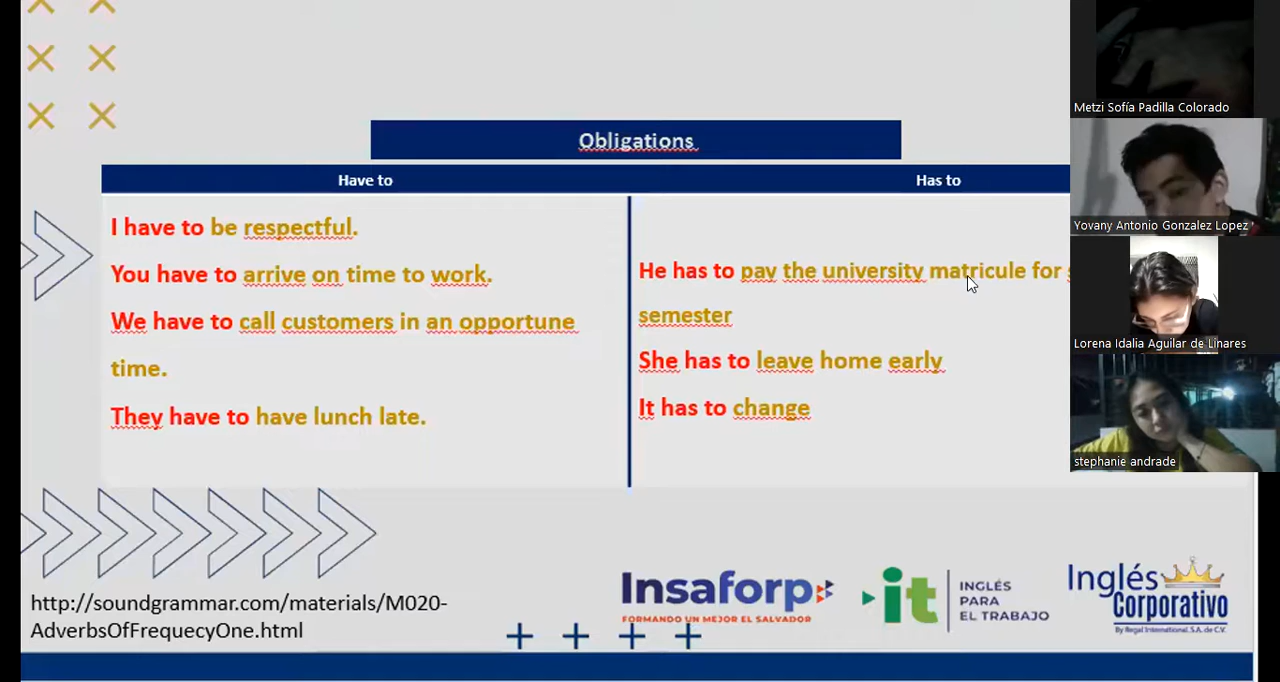 Obligations
Have to
Has to
I have to be respectful.
You have to arrive on time to work.
We have to call customers in an opportune
time.
They have to have lunch late.
He has to pay the university matricule for
semester
She has to leave home early
It has to change
http://soundgrammar.com/materials/M020-
AdverbsOfFrequecyOne.html
Insaforp
FORMANDO UN MEJOR EL SALVADOR
it
INGLÉS
PARA
EL TRABAJO
Inglés
Corporativo
By Regal International, S.A. de C.V.
Metzi Sofía Padilla Colorado
Yovany Antonio Gonzalez Lopez
Lorena Idalia Aguilar de Linares
stephanie andrade